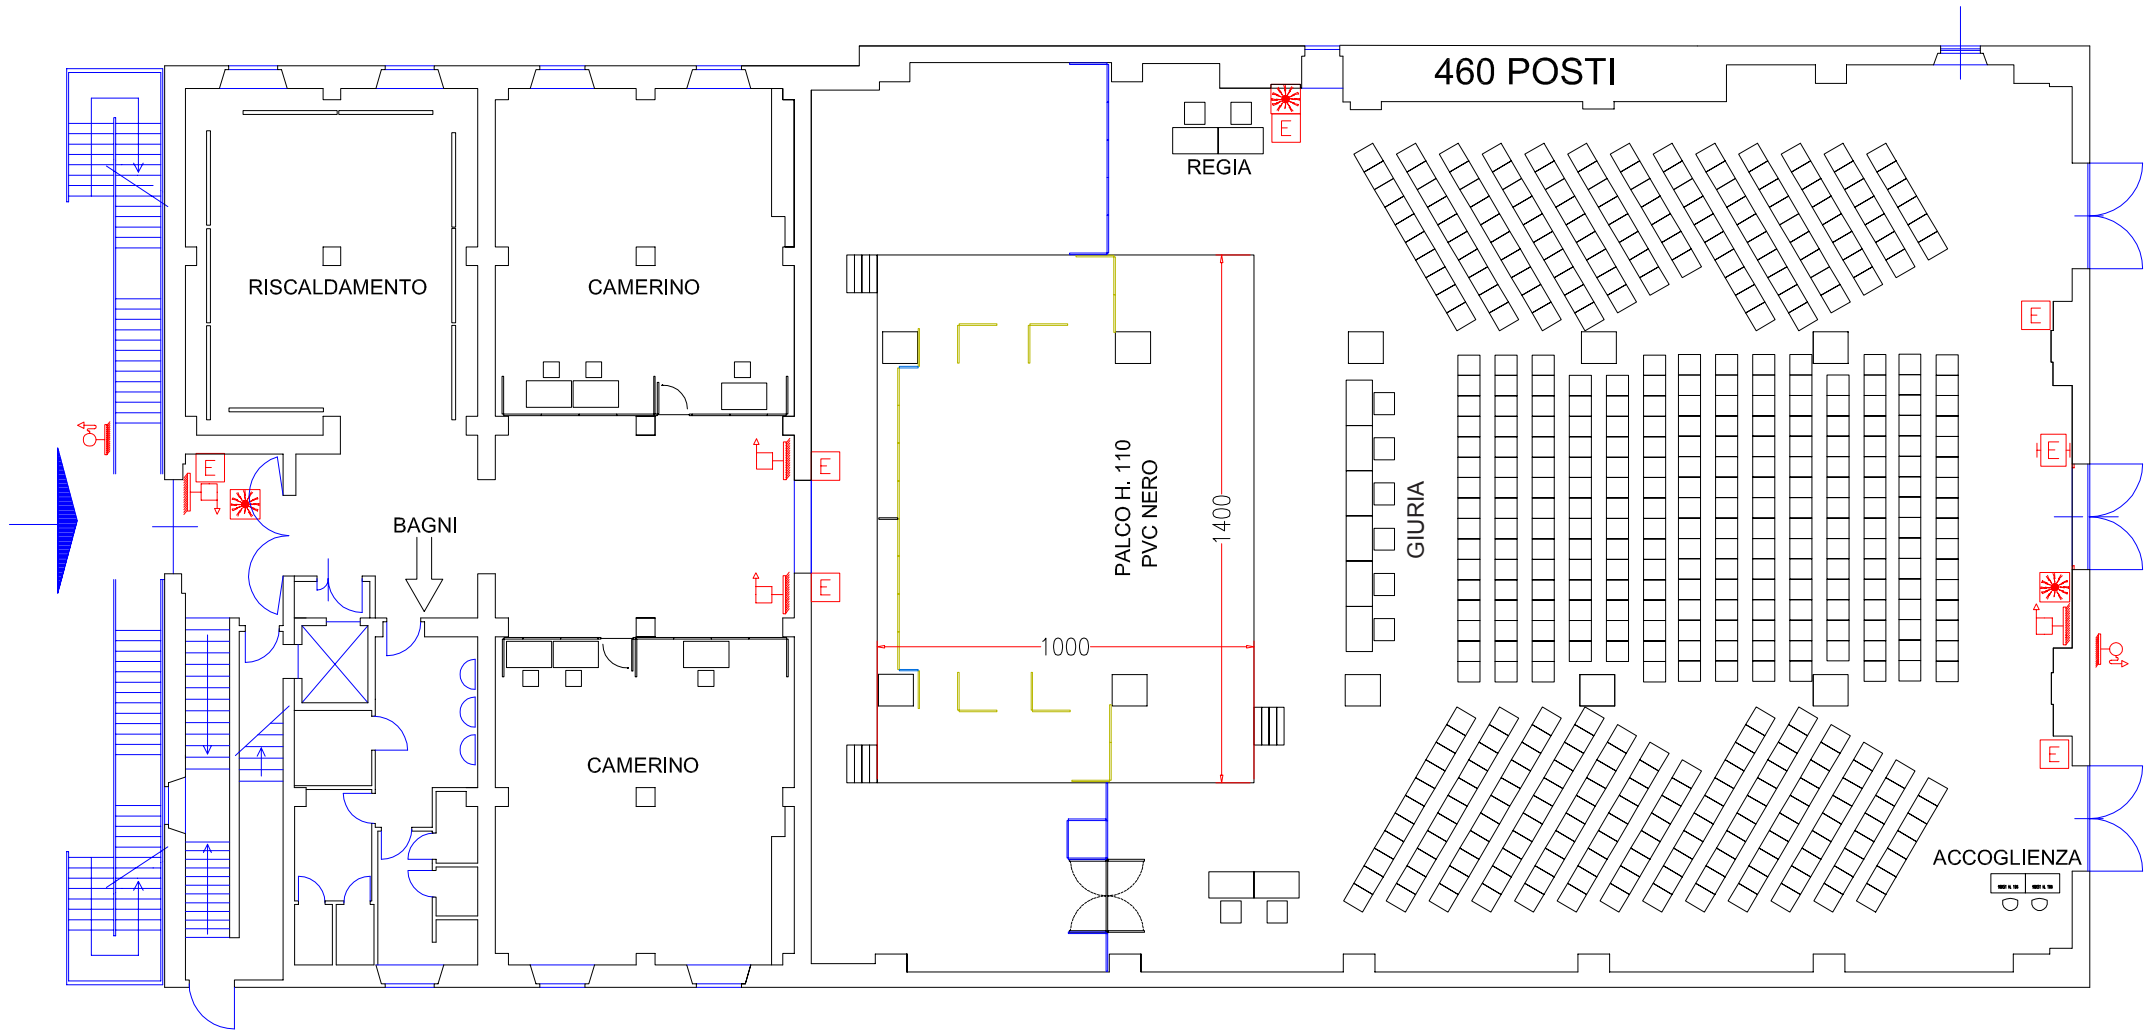 460 POSTI
E
REGIA
RISCALDAMENTO
CAMERINO
E
E
E
E
E
PALCO H. 110
PVC NERO
1400
GIURIA
BAGNI
E
1000
E
CAMERINO
ACCOGLIENZA